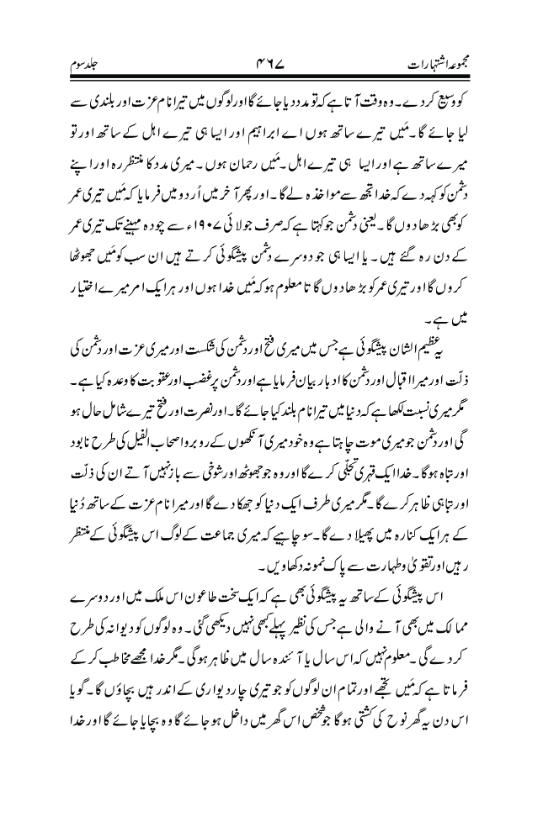 مجموعہ اشتہارات ۴۶۷ جلد سوم
کو وسیع کر دے۔ وہ وقت آتا ہے کہ تُو مدد دیا جائے گا اور لوگوں میں تیرا نام عزت اور بلندی سے
لیا جائے گا۔ مَیں تیرے ساتھ ہوں اے ابراہیم اور ایسا ہی تیرے اہل کے ساتھ اور تو
میرے ساتھ ہے اور ایسا ہی تیرے اہل۔ مَیں رحمان ہوں۔ میری مدد کا منتظر رہ اور اپنے
دشمن کو کہہ دے کہ خدا تجھ سے مواخذہ لے گا۔ اور پھر آخر میں اُردو میں فرمایا کہ مَیں تیری عمر
کو بھی بڑھا دوں گا۔ یعنی دشمن جو کہتا ہے کہ صرف جولائی ۱۹۰۷ء سے چودہ مہینے تک تیری عمر
کے دن رہ گئے ہیں۔ یا ایسا ہی جو دوسرے دشمن پیشگوئی کرتے ہیں ان سب کو مَیں جھوٹھا
کروں گا اور تیری عمر کو بڑھا دوں گا تا معلوم ہو کہ مَیں خدا ہوں اور ہر ایک امر میرے اختیار
میں ہے۔
یہ عظیم الشان پیشگوئی ہے جس میں میری فتح اور دشمن کی شکست اور میری عزت اور دشمن کی
ذلّت اور میرا اقبال اور دشمن کا ادبار بیان فرمایا ہے اور دشمن پر غضب اور عقوبت کا وعدہ کیا ہے۔
مگر میری نسبت لکھا ہے کہ دنیا میں تیرا نام بلند کیا جائے گا۔ اور نصرت اور فتح تیرے شامل حال ہو
گی اور دشمن جو میری موت چاہتا ہے وہ خود میری آنکھوں کے روبرو اصحاب الفیل کی طرح نابود
اور تباہ ہوگا۔ خدا ایک قہری تجلّی کرے گا اور وہ جو جھوٹھ اور شوخی سے باز نہیں آتے ان کی ذلّت
اور تباہی ظاہر کرے گا۔ مگر میری طرف ایک دنیا کو جھکا دے گا اور میرا نام عزت کے ساتھ دُنیا
کے ہر ایک کنارہ میں پھیلا دے گا۔ سو چاہیے کہ میری جماعت کے لوگ اس پیشگوئی کے منتظر
رہیں اور تقویٰ و طہارت سے پاک نمونہ دکھاویں۔
اس پیشگوئی کے ساتھ یہ پیشگوئی بھی ہے کہ ایک سخت طاعون اس ملک میں اور دوسرے
ممالک میں بھی آنے والی ہے جس کی نظیر پہلے کبھی نہیں دیکھی گئی۔ وہ لوگوں کو دیوانہ کی طرح
کر دے گی۔ معلوم نہیں کہ اس سال یا آئندہ سال میں ظاہر ہوگی۔ مگر خدا مجھے مخاطب کر کے
فرماتا ہے کہ مَیں تجھے اور تمام ان لوگوں کو جو تیری چار دیواری کے اندر ہیں بچاؤں گا۔ گویا
اس دن یہ گھر نوح کی کشتی ہوگا جو شخص اس گھر میں داخل ہو جائے گا وہ بچایا جائے گا اور خدا